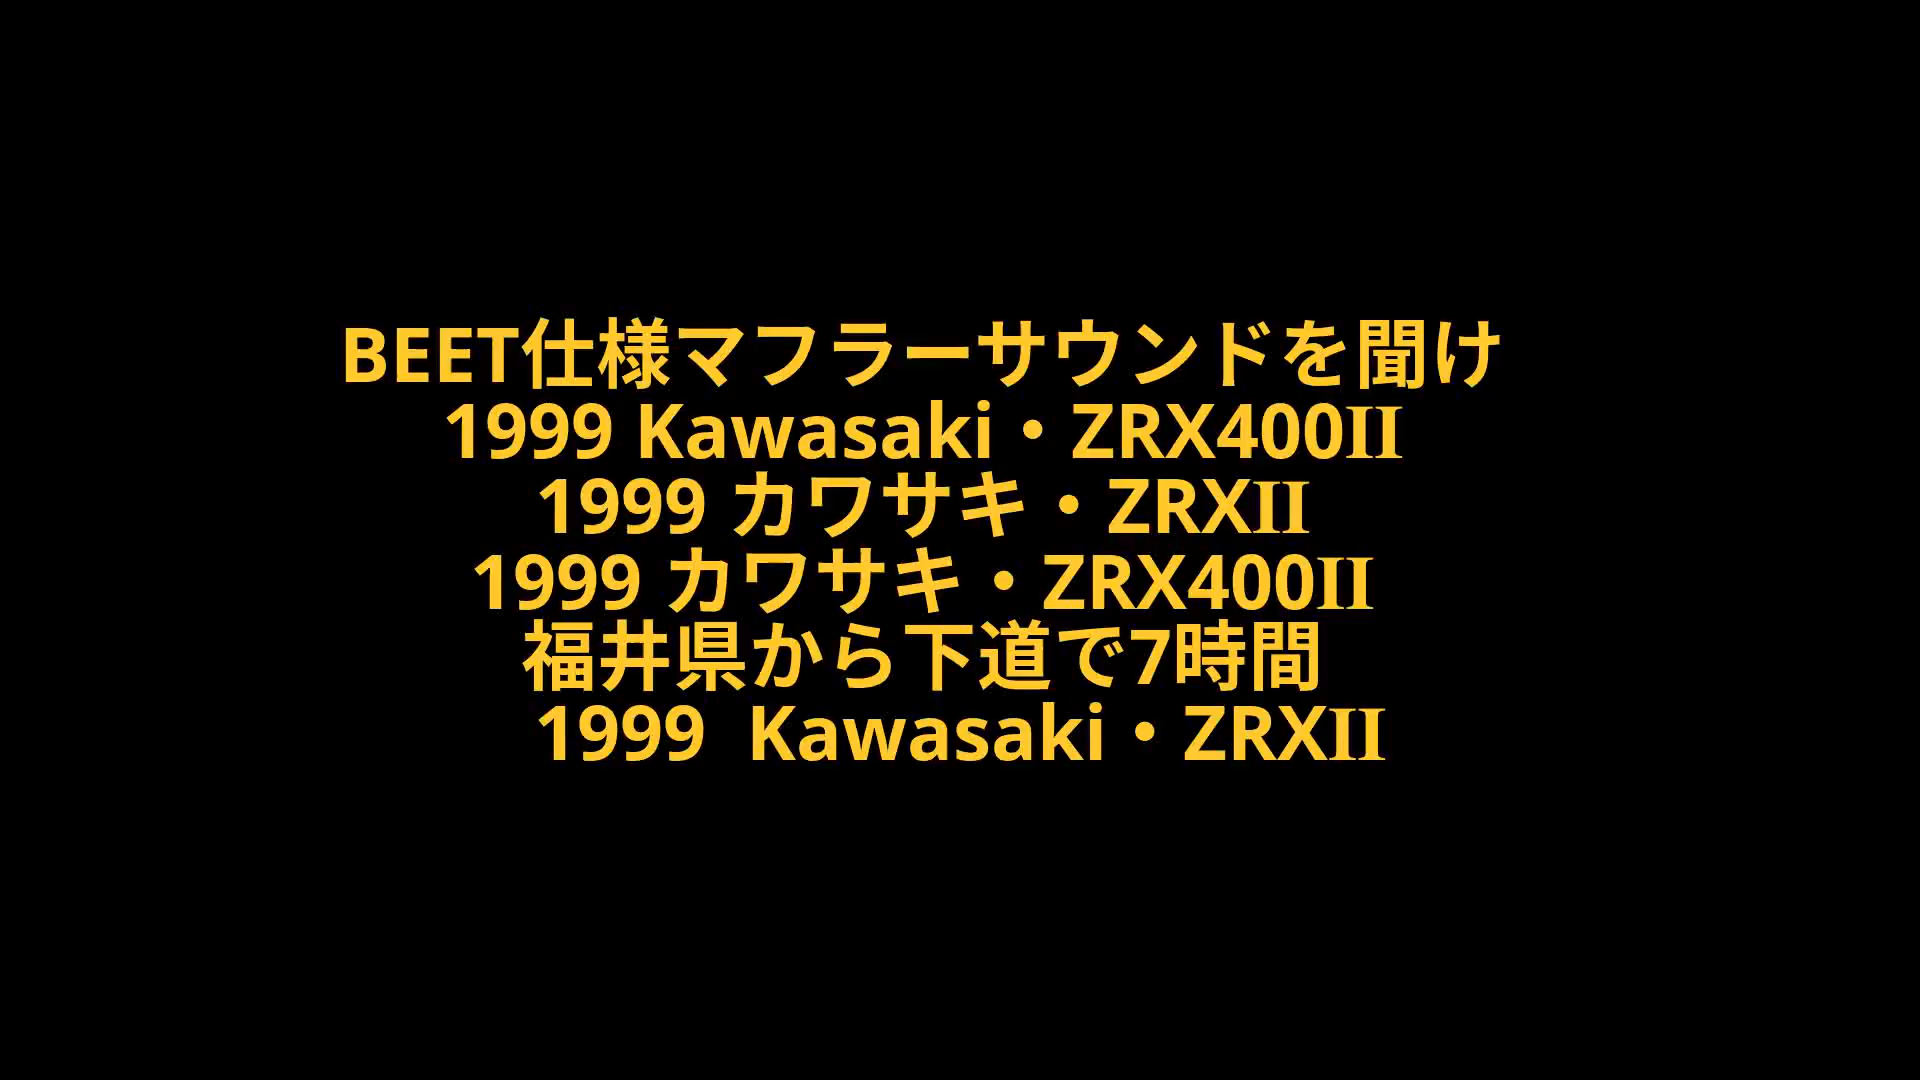 BEET仕様マフラーサウンドを聞け
1999 Kawasaki・ZRX400II
1999 カワサキ・ZRXII
1999 カワサキ・ZRX400II
福井県から下道で7時間
1999  Kawasaki・ZRXII